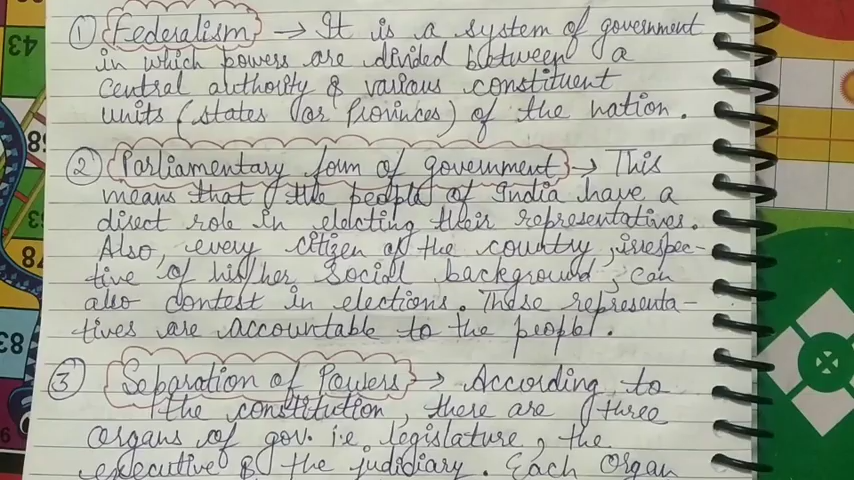 ① Federalism → It is a system of government
in which powers are divided between a
central authority & various constituent
units (states or Provinces) of the nation.
② Parliamentary form of government → This
means that the people of India have a
direct role in electing their representatives.
Also, every citizen of the country, irrespec-
tive of his/her social background, can
also contest in elections. These representa-
tives are accountable to the people.
③ Separation of Powers → According to
the constitution, there are three
organs of gov. i.e legislature, the
executive & the judidiary. Each Organ
43
78
83